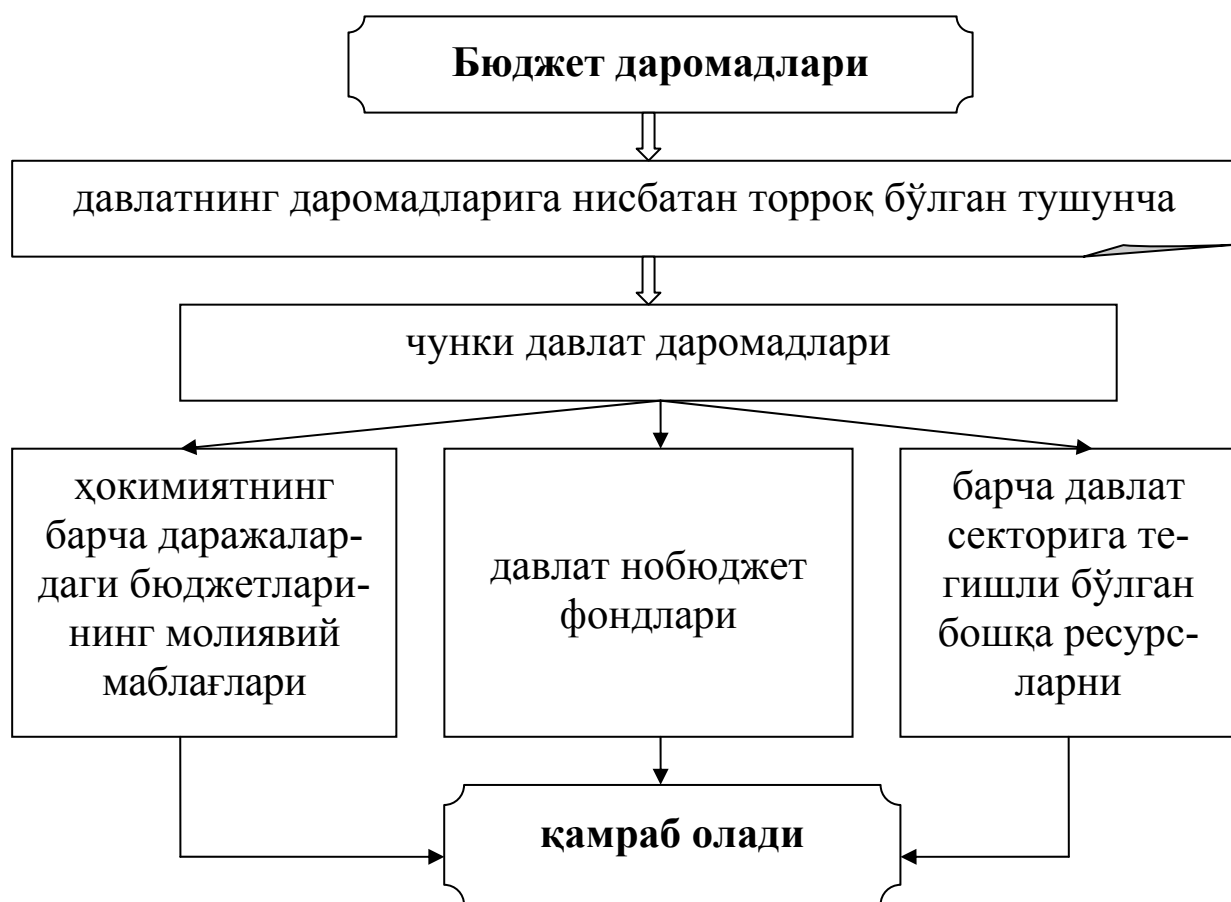 Бюджет даромадлари
давлатнинг даромадларига нисбатан торроқ бўлган тушунча
чунки давлат даромадлари
ҳокимиятнинг
барча даражалар-
даги бюджетлари-
нинг молиявий
маблағлари
давлат нобюджет
фондлари
барча давлат
секторига те-
гишли бўлган
бошқа ресурс-
ларни
қамраб олади